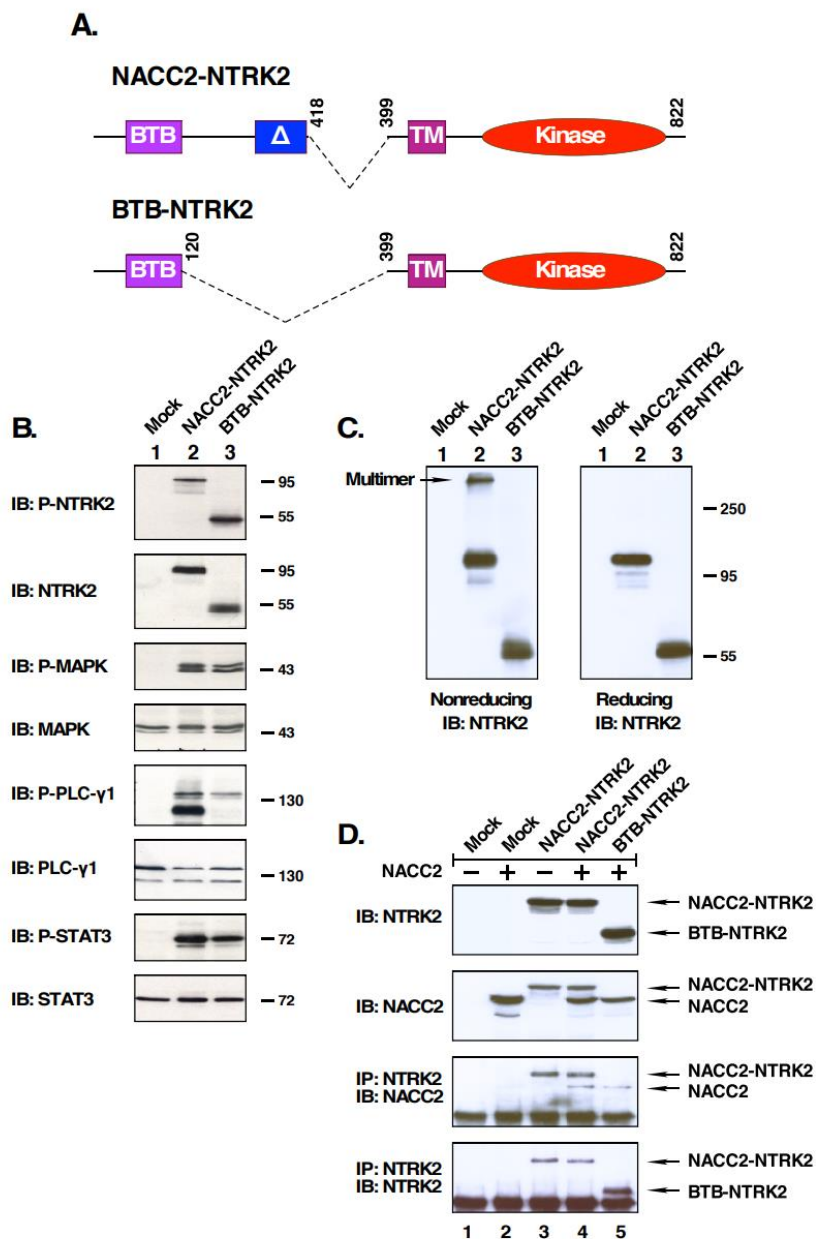 A.
NACC2-NTRK2
BTB Δ 418 399 TM Kinase 822
BTB-NTRK2
BTB 120 399 TM Kinase 822
B.
Mock NACC2-NTRK2 BTB-NTRK2
1 2 3
IB: P-NTRK2
95
55
IB: NTRK2
95
55
IB: P-MAPK
43
IB: MAPK
43
IB: P-PLC-γ1
130
IB: PLC-γ1
130
IB: P-STAT3
72
IB: STAT3
72
C.
Mock NACC2-NTRK2 BTB-NTRK2
1 2 3
Mock NACC2-NTRK2 BTB-NTRK2
1 2 3
Multimer
250
95
55
Nonreducing
IB: NTRK2
Reducing
IB: NTRK2
D.
Mock Mock NACC2-NTRK2 NACC2-NTRK2 BTB-NTRK2
NACC2 − + − + +
IB: NTRK2
NACC2-NTRK2
BTB-NTRK2
IB: NACC2
NACC2-NTRK2
NACC2
IP: NTRK2
IB: NACC2
NACC2-NTRK2
NACC2
IP: NTRK2
IB: NTRK2
NACC2-NTRK2
BTB-NTRK2
1 2 3 4 5